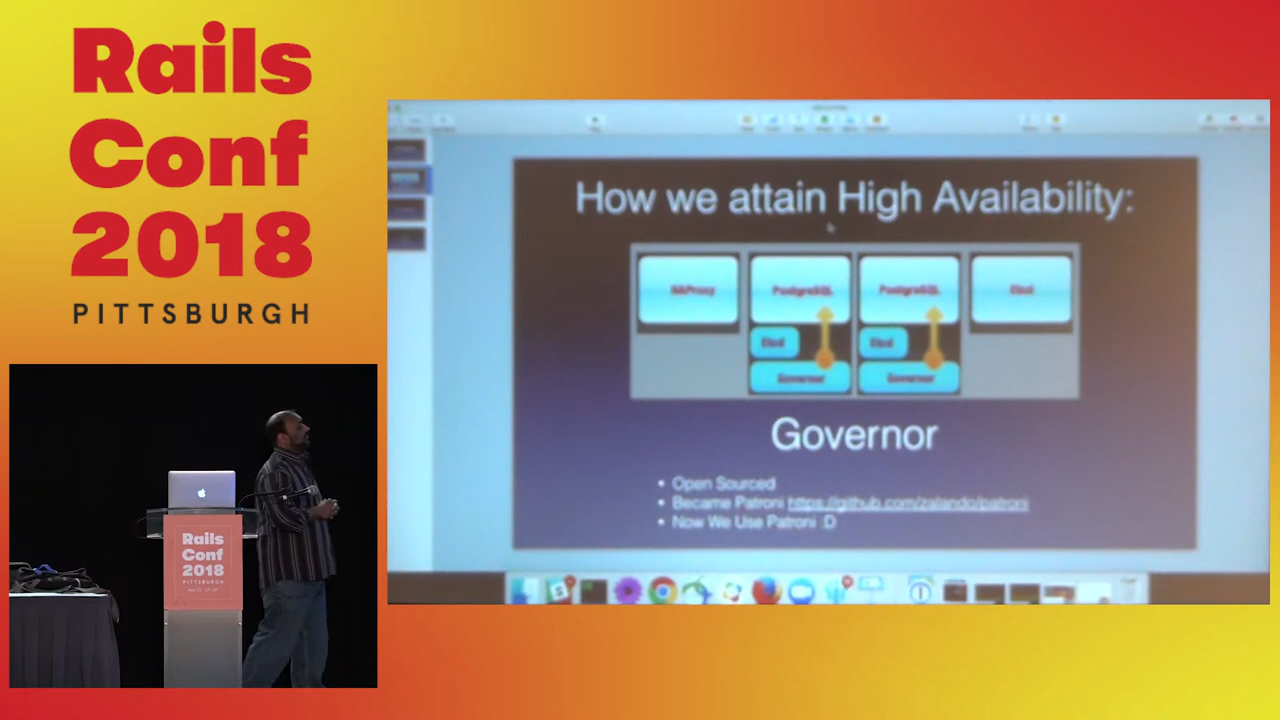 Rails
Conf
2018
PITTSBURGH
How we attain High Availability:
HAProxy
PostgreSQL
PostgreSQL
Etcd
Etcd
Etcd
Governor
Governor
Governor
• Open Sourced
• Became Patroni https://github.com/zalando/patroni
• Now We Use Patroni :D
Rails
Conf
2018
PITTSBURGH